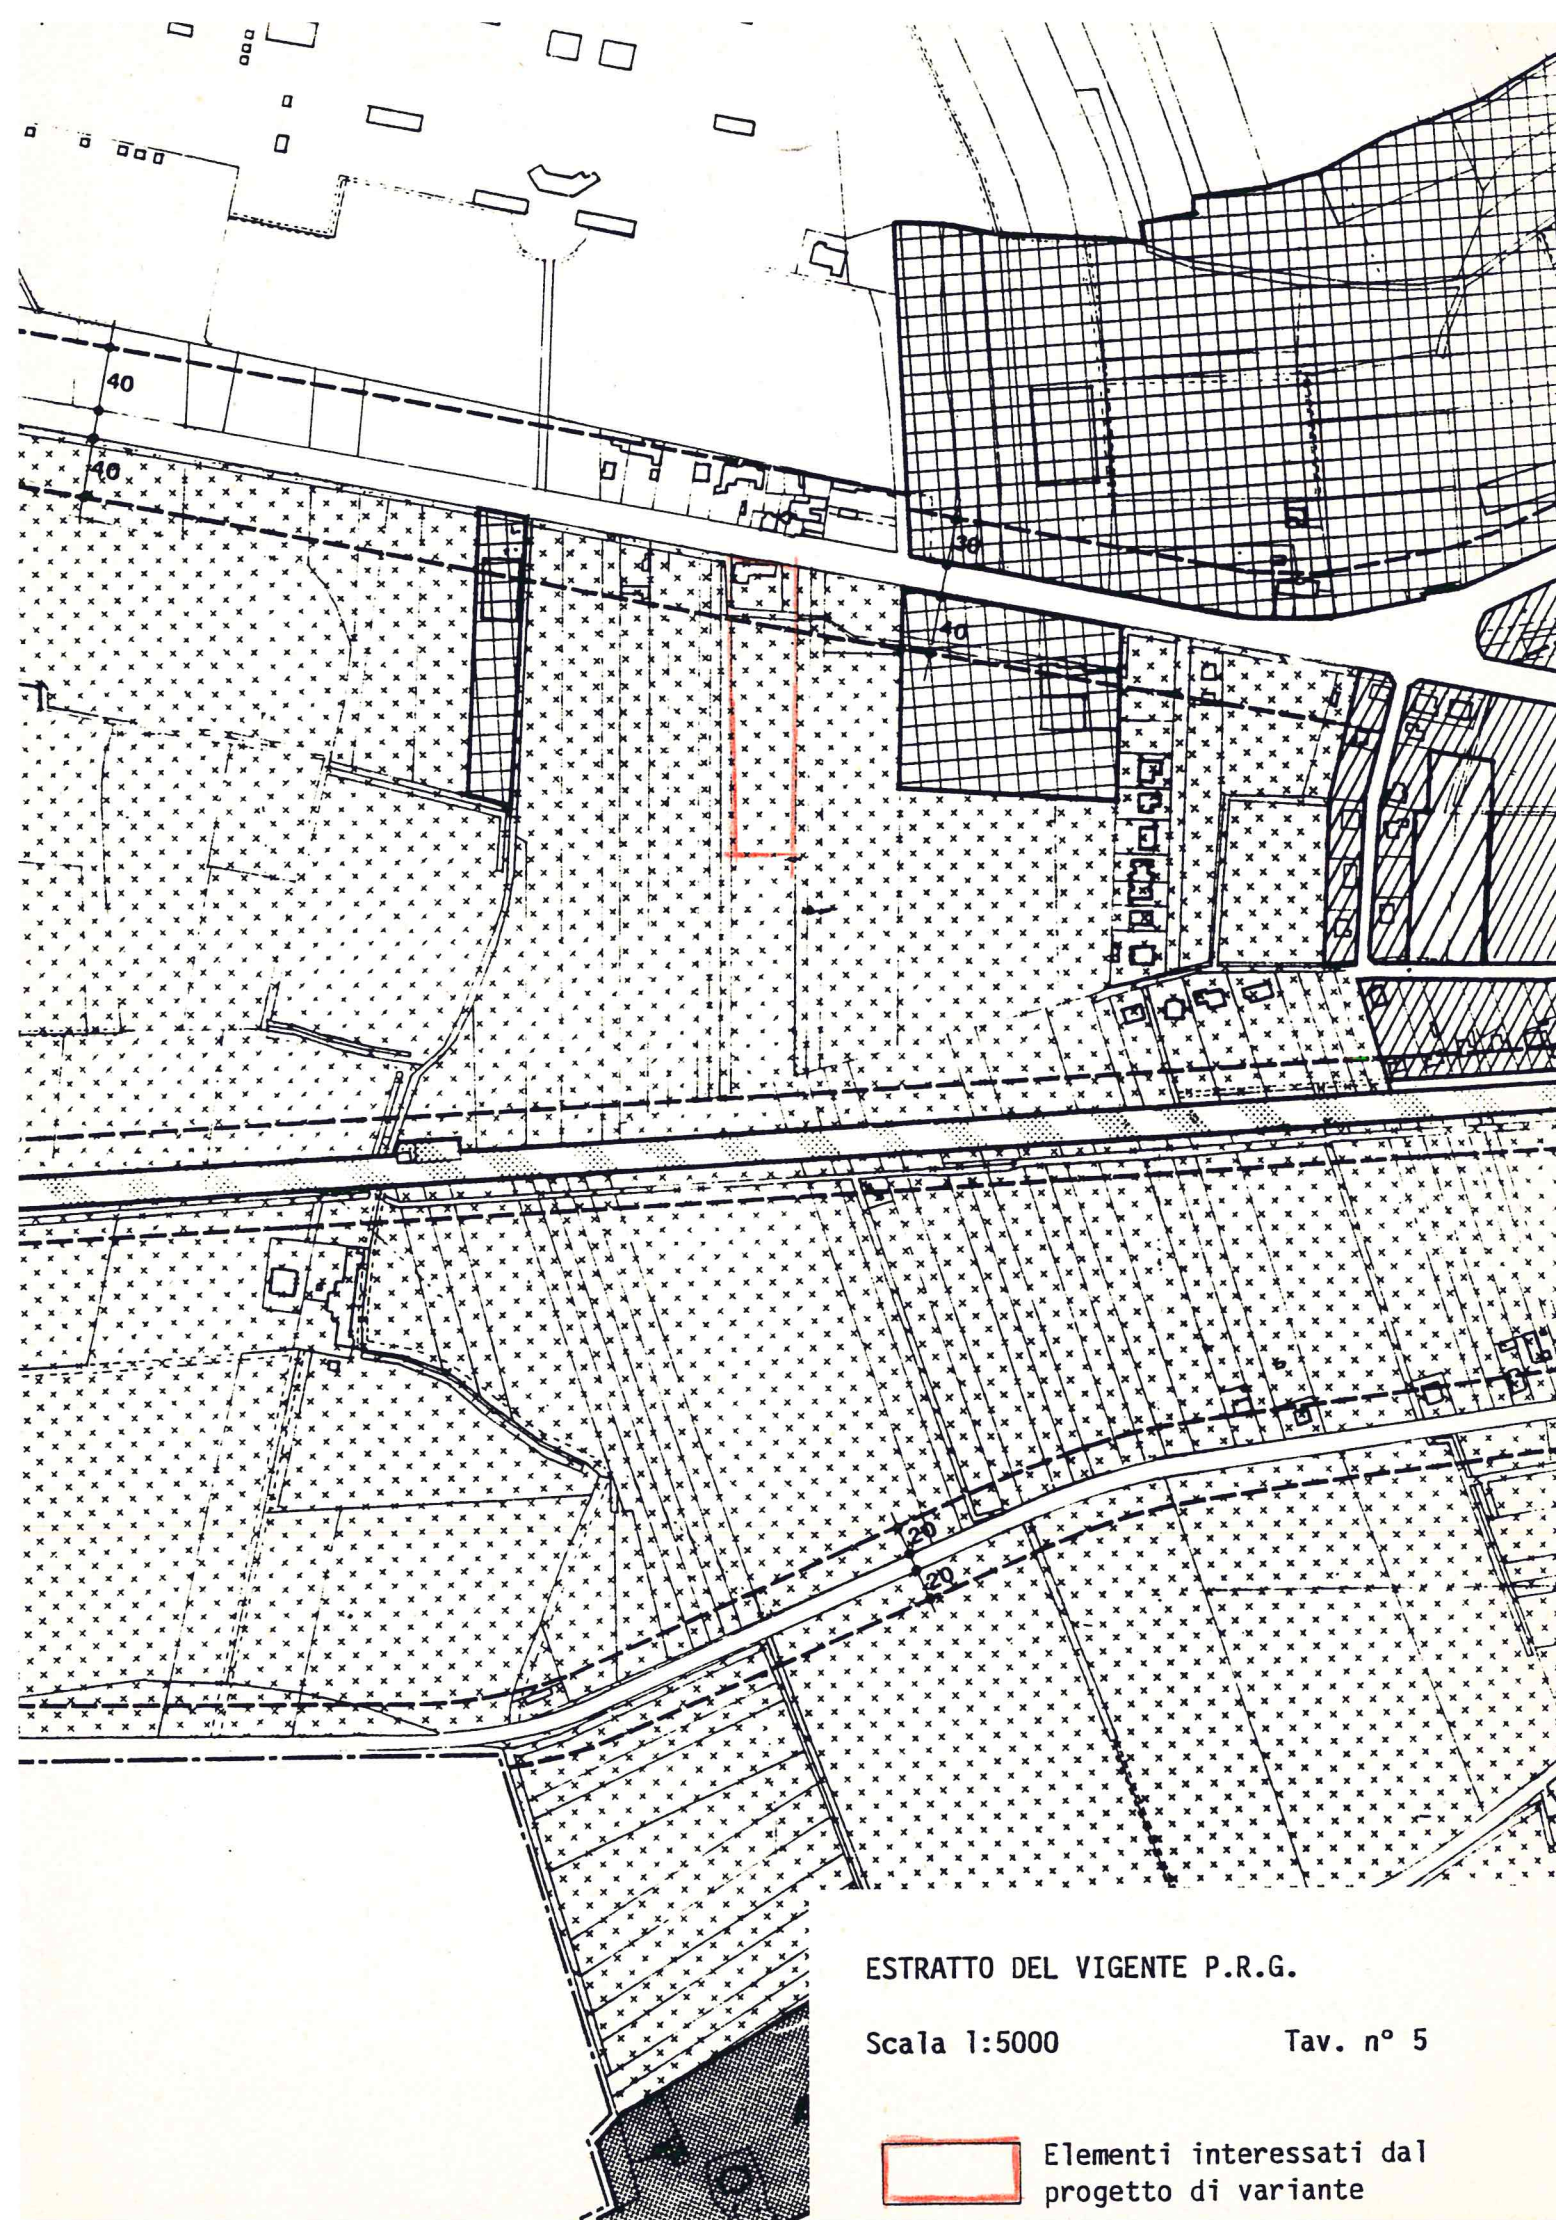 40
40
30
40
20
20
ESTRATTO DEL VIGENTE P.R.G.
Scala 1:5000 Tav. n° 5
Elementi interessati dal
progetto di variante